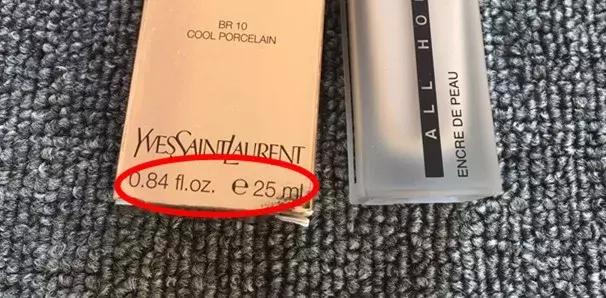 BR 10
COOL PORCELAIN
YVESSAINTLAURENT
0.84 fl.oz. ℮ 25 ml
ALL HO
ENCRE DE PEAU